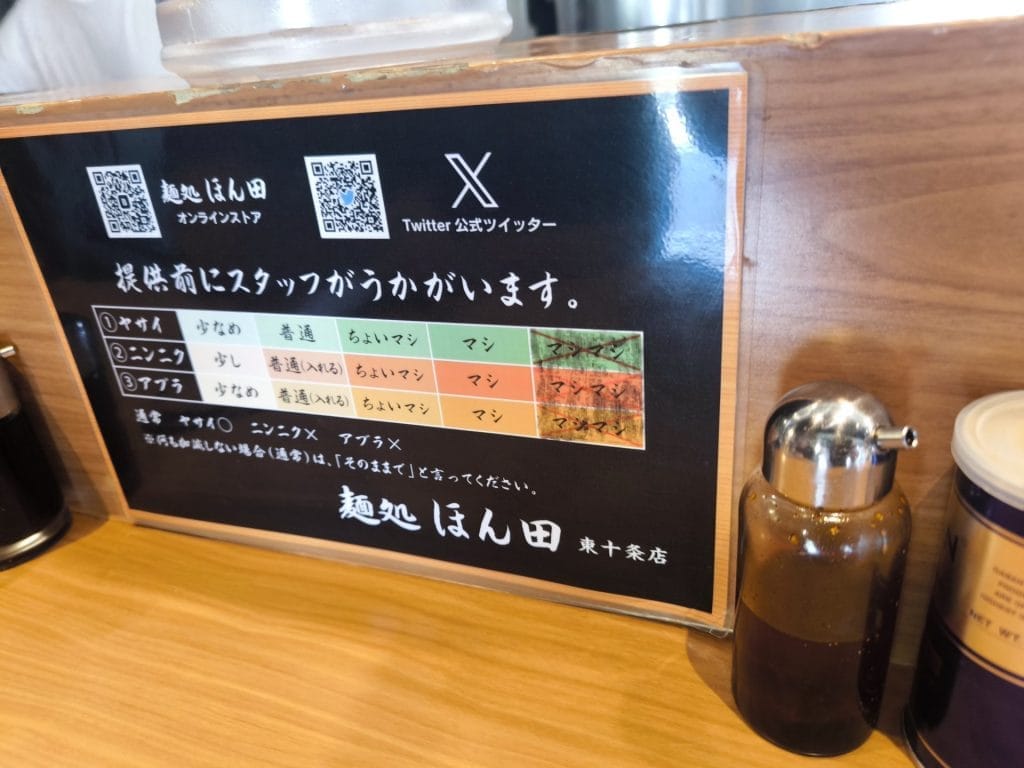 麺処 ほん田
オンラインストア
X
Twitter 公式ツイッター
提供前にスタッフがうかがいます。
①ヤサイ 少なめ 普通 ちょいマシ マシ マシマシ
②ニンニク 少し 普通(入れる) ちょいマシ マシ マシマシ
③アブラ 少なめ 普通(入れる) ちょいマシ マシ マシマシ
通常 ヤサイ○ ニンニク× アブラ×
※何も加減しない場合(通常)は、「そのままで」と言ってください。
麺処 ほん田 東十条店
NET WT